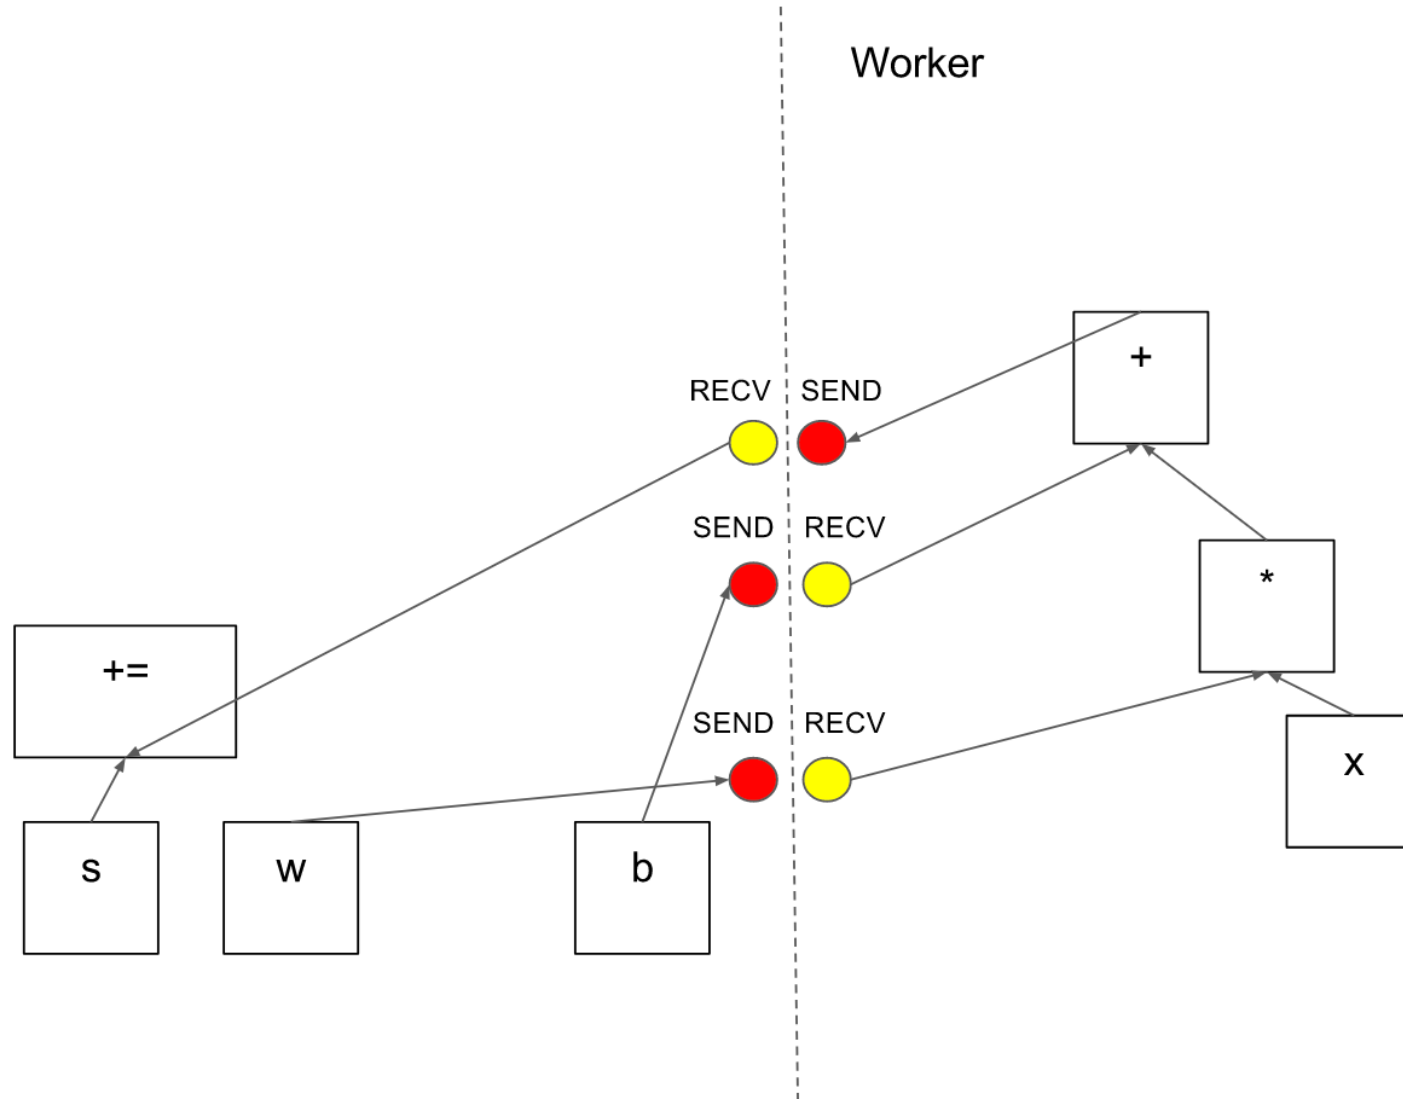 Worker
+
RECV SEND
SEND RECV
*
+=
SEND RECV
x
s
w
b